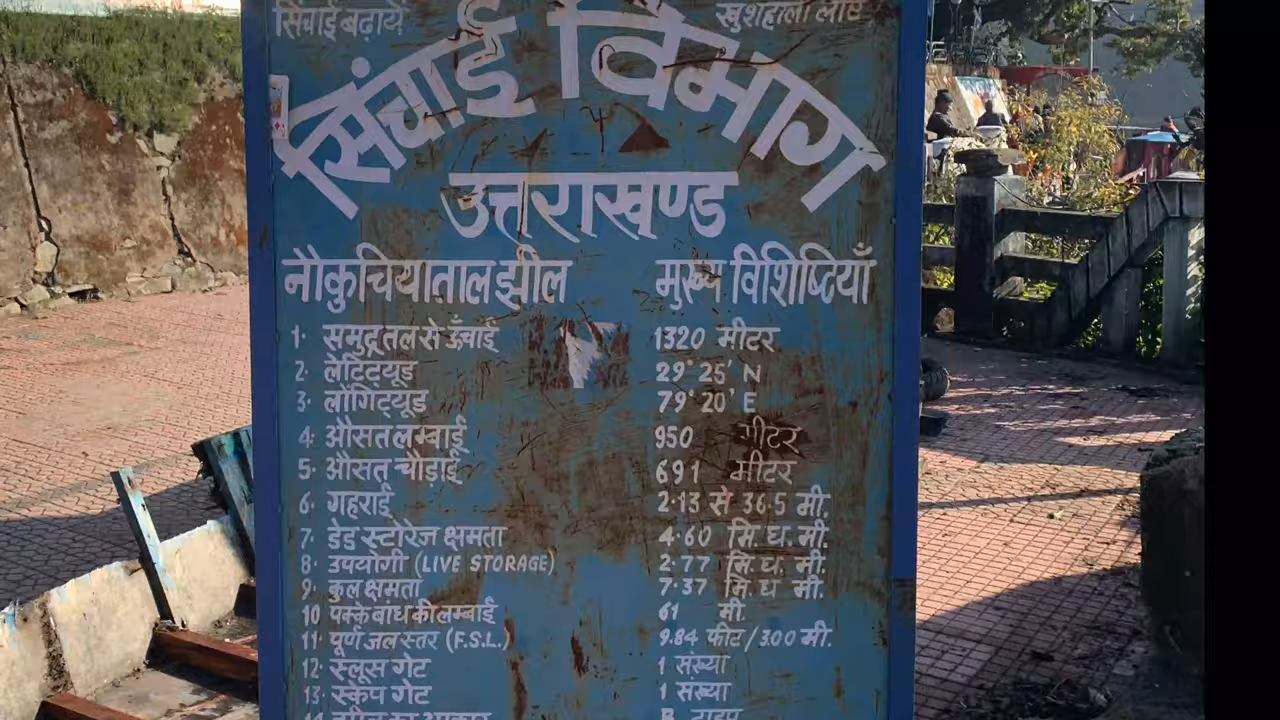 सिंचाई बढ़ायें खुशहाली लायें
सिंचाई विभाग
उत्तराखण्ड
नौकुचियाताल झील मुख्य विशिष्टियाँ
1· समुद्र तल से ऊँचाई 1320 मीटर
2· लेटिट्यूड 29° 25' N
3· लौंगिट्यूड 79° 20' E
4· औसत लम्बाई 950 मीटर
5· औसत चौड़ाई 691 मीटर
6· गहराई 2·13 से 36·5 मी.
7· डेड स्टोरेज क्षमता 4·60 मि. घ. मी.
8· उपयोगी (LIVE STORAGE) 2·77 मि. घ. मी.
9· कुल क्षमता 7·37 मि. घ. मी.
10 पक्के बांध की लम्बाई 61 मी.
11· पूर्ण जल स्तर (F.S.L.) 9.84 फीट/3.00 मी.
12· स्लूस गेट 1 संख्या
13· स्केप गेट 1 संख्या